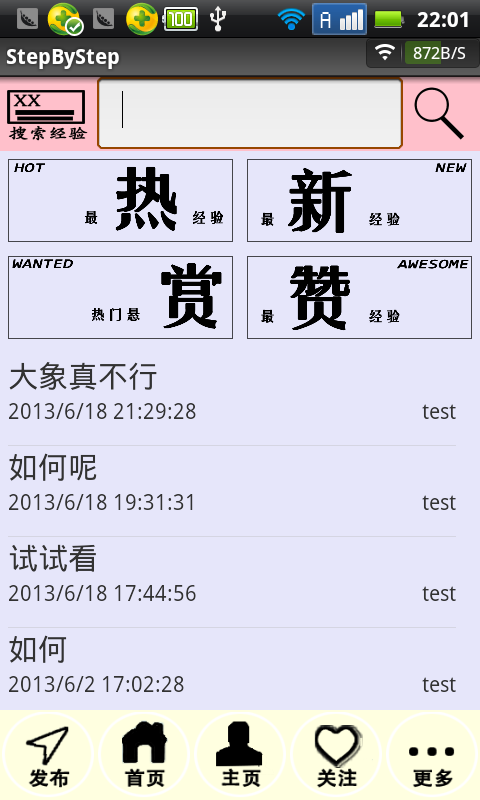 100 A 22:01
StepByStep 872B/S
XX
搜索经验
HOT
最 热 经验
NEW
最 新 经验
WANTED
热门悬 赏
AWESOME
最 赞 经验
大象真不行
2013/6/18 21:29:28 test
如何呢
2013/6/18 19:31:31 test
试试看
2013/6/18 17:44:56 test
如何
2013/6/2 17:02:28 test
发布 首页 主页 关注 更多